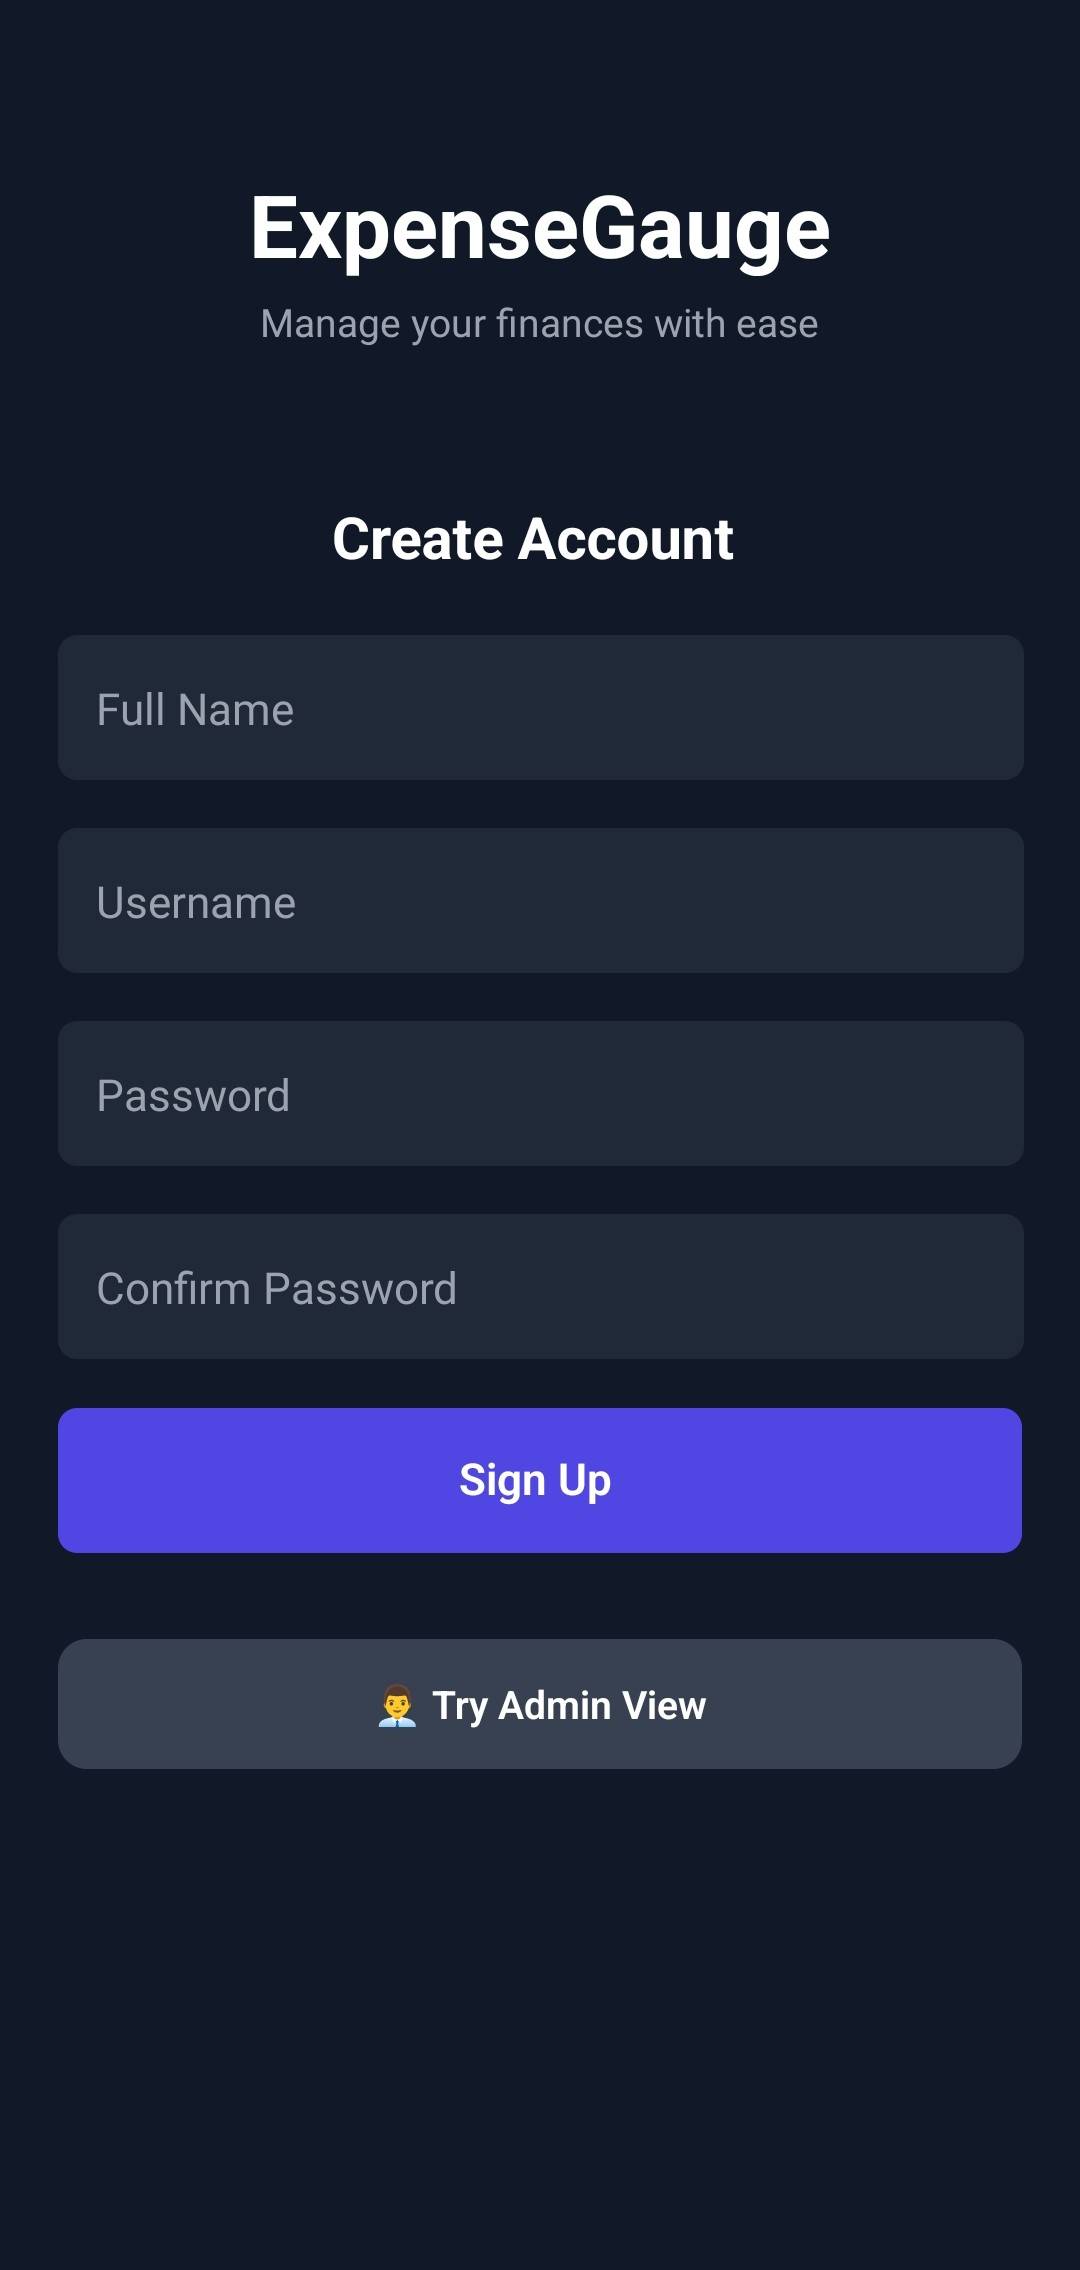 ExpenseGauge
Manage your finances with ease
Create Account
Full Name
Username
Password
Confirm Password
Sign Up
👨‍💼 Try Admin View